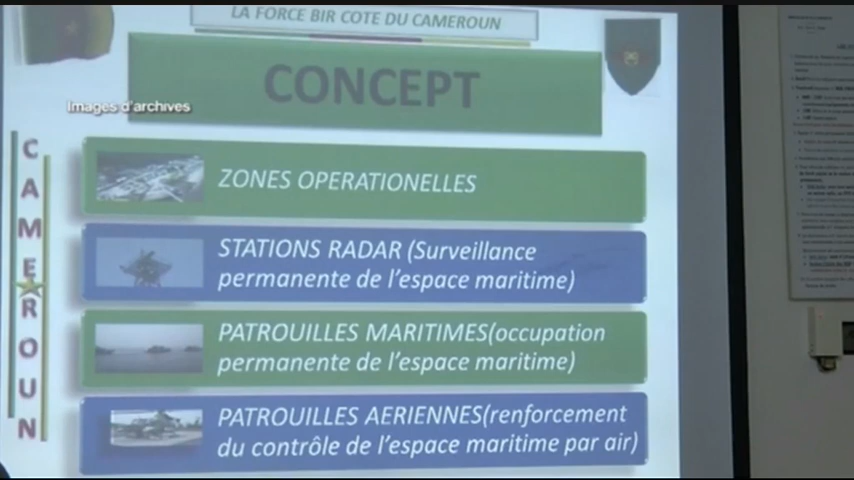 LA FORCE BIR COTE DU CAMEROUN
CONCEPT
Images d'archives
CAMEROUN
ZONES OPERATIONELLES
STATIONS RADAR (Surveillance
permanente de l'espace maritime)
PATROUILLES MARITIMES(occupation
permanente de l'espace maritime)
PATROUILLES AERIENNES(renforcement
du contrôle de l'espace maritime par air)